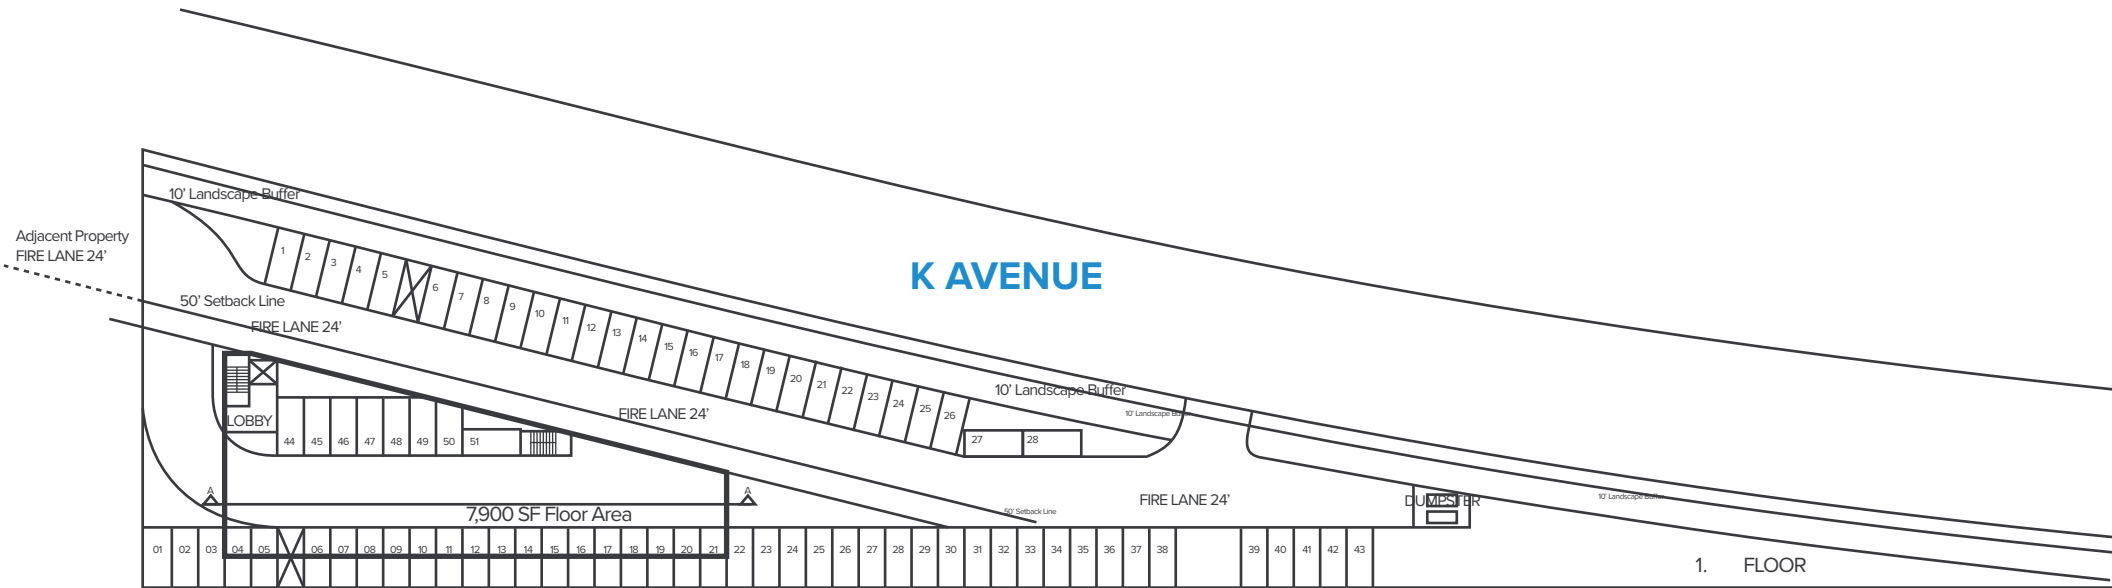 10' Landscape Buffer
Adjacent Property
FIRE LANE 24'
50' Setback Line
FIRE LANE 24'
K AVENUE
1 2 3 4 5 6 7 8 9 10 11 12 13 14 15 16 17 18 19 20 21 22 23 24 25 26
27 28
10' Landscape Buffer
10' Landscape Buffer
FIRE LANE 24'
LOBBY
44 45 46 47 48 49 50 51
A A
7,900 SF Floor Area
50' Setback Line
FIRE LANE 24'
DUMPSTER
10' Landscape Buffer
01 02 03 04 05 06 07 08 09 10 11 12 13 14 15 16 17 18 19 20 21 22 23 24 25 26 27 28 29 30 31 32 33 34 35 36 37 38 39 40 41 42 43
1. FLOOR